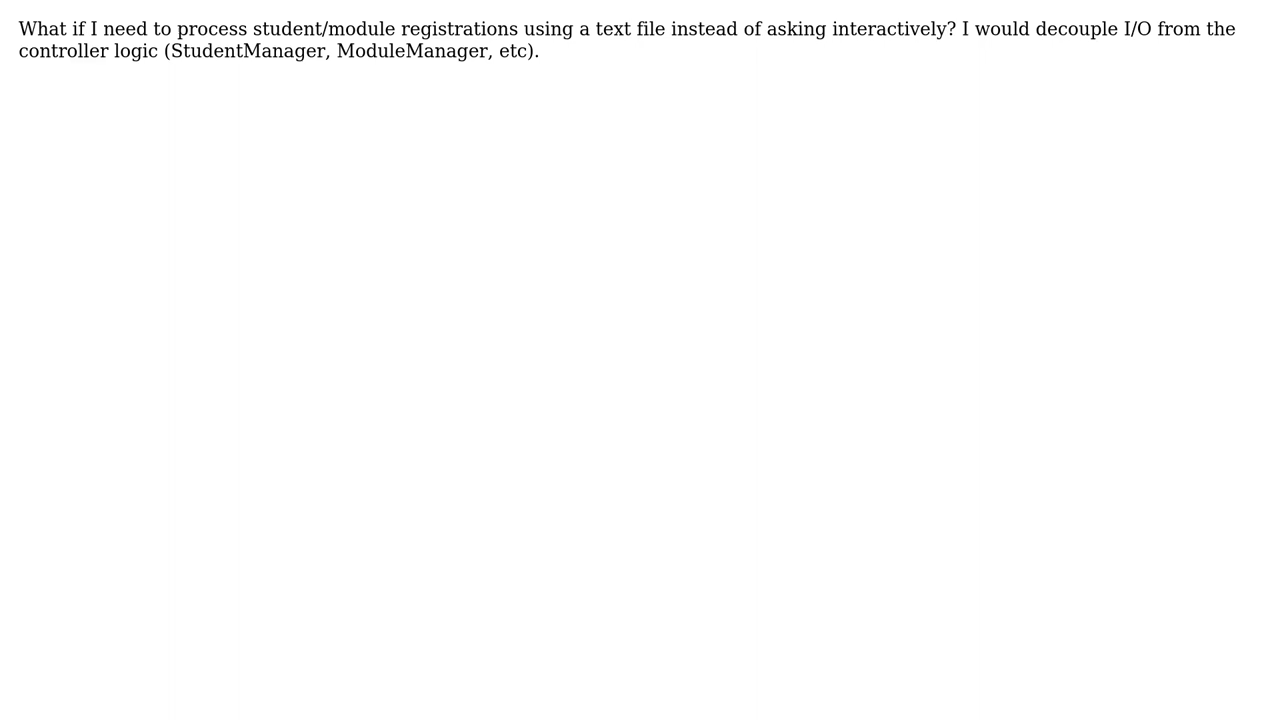 What if I need to process student/module registrations using a text file instead of asking interactively? I would decouple I/O from the
controller logic (StudentManager, ModuleManager, etc).